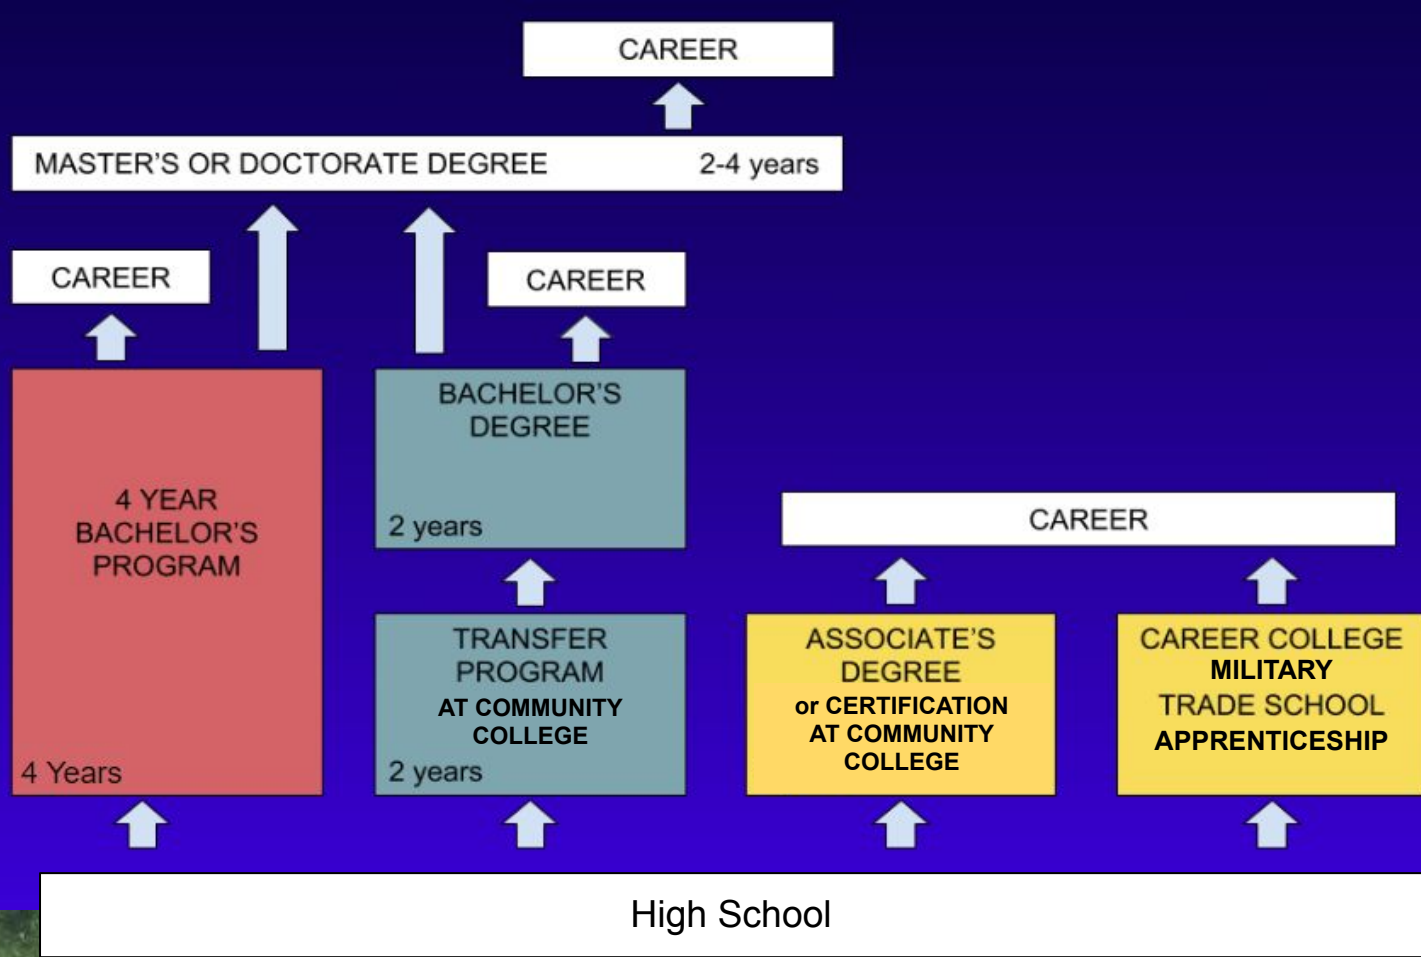 CAREER
MASTER'S OR DOCTORATE DEGREE 2-4 years
CAREER
CAREER
4 YEAR
BACHELOR'S
PROGRAM
4 Years
BACHELOR'S
DEGREE
2 years
TRANSFER
PROGRAM
AT COMMUNITY
COLLEGE
2 years
CAREER
ASSOCIATE'S
DEGREE
or CERTIFICATION
AT COMMUNITY
COLLEGE
CAREER COLLEGE
MILITARY
TRADE SCHOOL
APPRENTICESHIP
High School